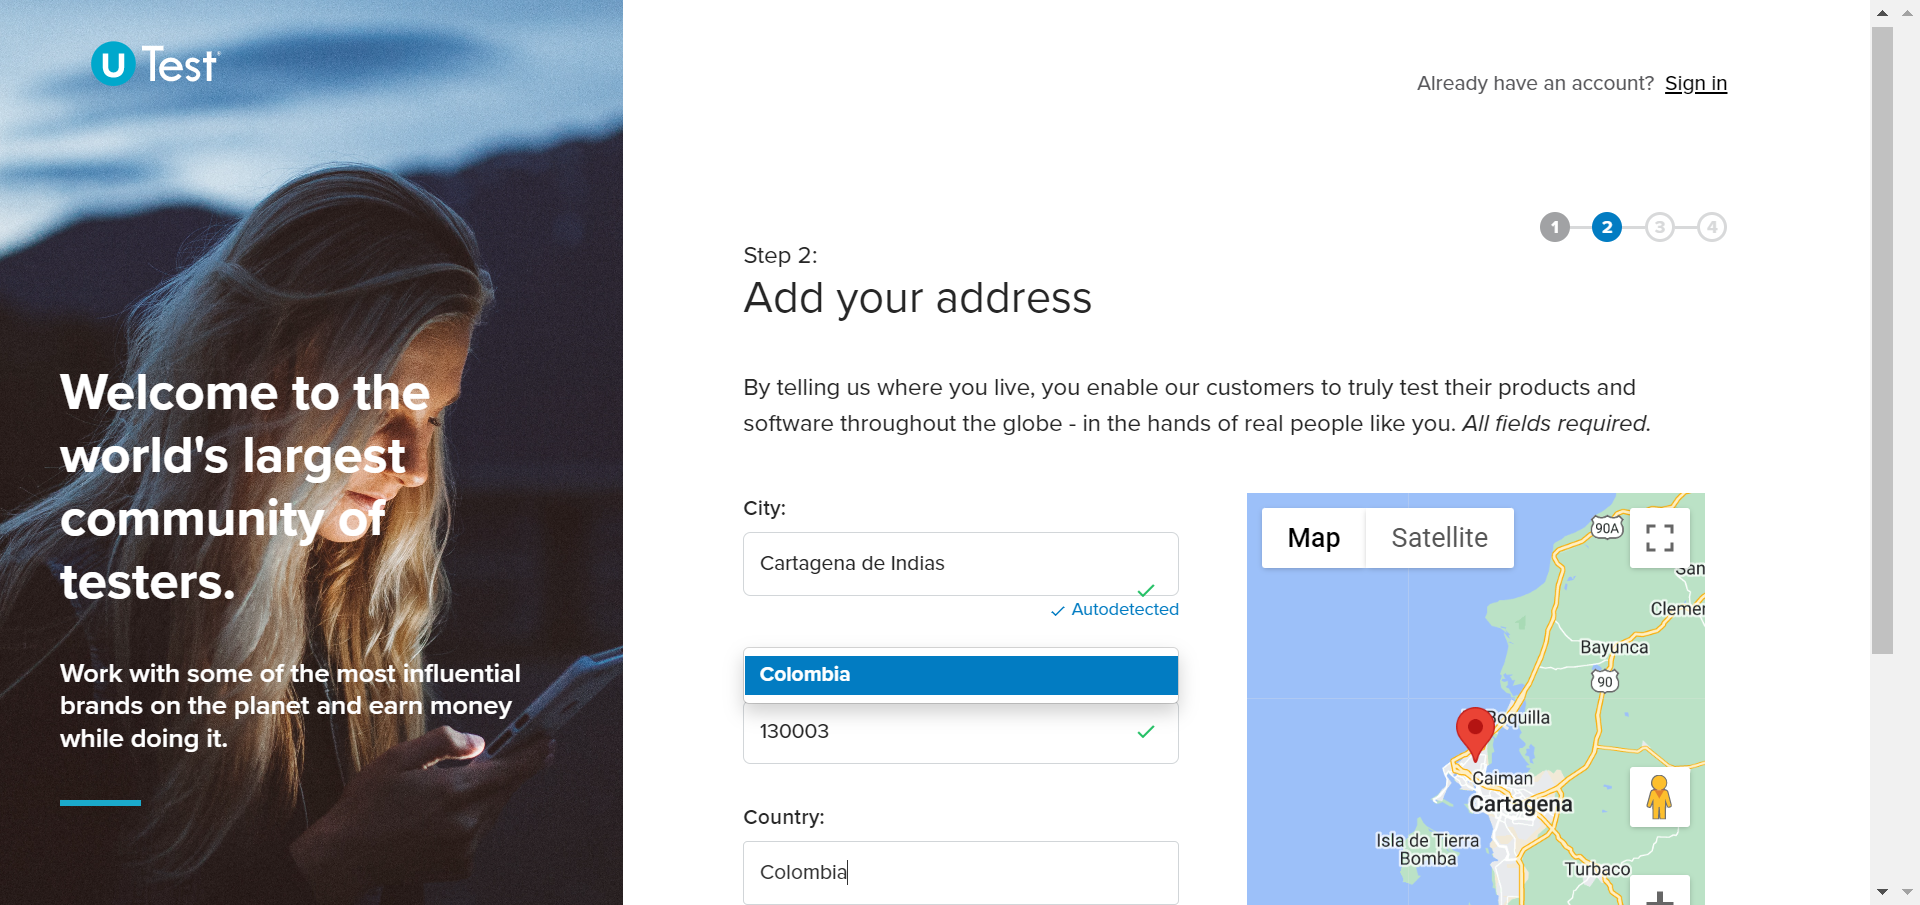 u Test
Already have an account? Sign in
1 2 3 4
Step 2:
Add your address
Welcome to the
world's largest
community of
testers.
Work with some of the most influential
brands on the planet and earn money
while doing it.
By telling us where you live, you enable our customers to truly test their products and
software throughout the globe - in the hands of real people like you. All fields required.
City:
Cartagena de Indias
Autodetected
Colombia
130003
Country:
Colombia
Map Satellite
90A
San
Clemen
Bayunca
90
Boquilla
Caiman
Cartagena
Isla de Tierra
Bomba
Turbaco